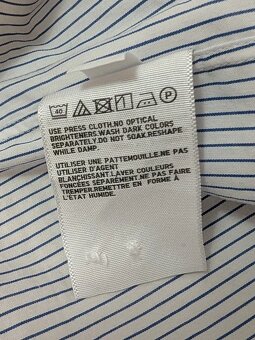 40 P
USE PRESS CLOTH.NO OPTICAL
BRIGHTENERS.WASH DARK COLORS
SEPARATELY.DO NOT SOAK.RESHAPE
WHILE DAMP.
UTILISER UNE PATTEMOUILLE.NE PAS
UTILISER D'AGENT
BLANCHISSANT.LAVER COULEURS
FONCÉES SÉPARÉMENT.NE PAS
TREMPER.REMETTRE EN FORME À
L'ÉTAT HUMIDE.